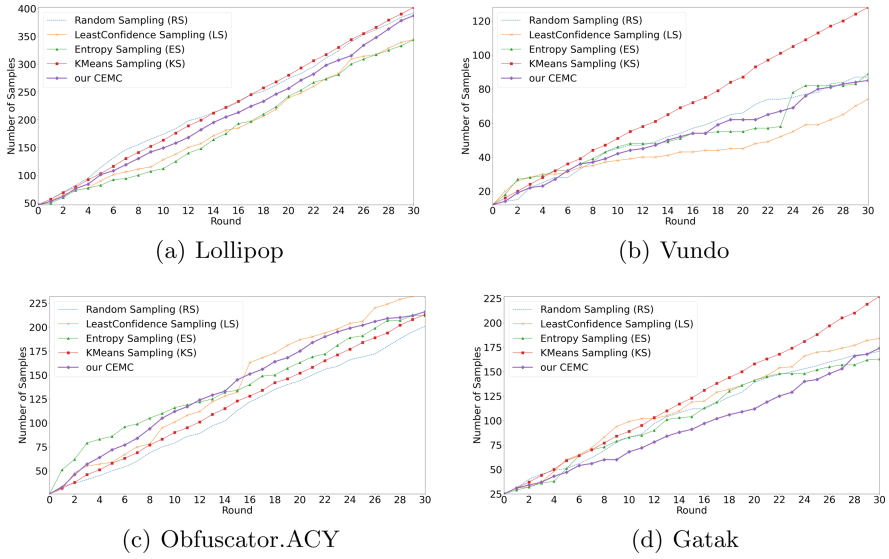 400
350
300
250
200
150
100
50
Number of Samples
Random Sampling (RS)
LeastConfidence Sampling (LS)
Entropy Sampling (ES)
KMeans Sampling (KS)
our CEMC
0 2 4 6 8 10 12 14 16 18 20 22 24 26 28 30
Round
(a) Lollipop
120
100
80
60
40
20
Number of Samples
Random Sampling (RS)
LeastConfidence Sampling (LS)
Entropy Sampling (ES)
KMeans Sampling (KS)
our CEMC
0 2 4 6 8 10 12 14 16 18 20 22 24 26 28 30
Round
(b) Vundo
225
200
175
150
125
100
75
50
Number of Samples
Random Sampling (RS)
LeastConfidence Sampling (LS)
Entropy Sampling (ES)
KMeans Sampling (KS)
our CEMC
0 2 4 6 8 10 12 14 16 18 20 22 24 26 28 30
Round
(c) Obfuscator.ACY
225
200
175
150
125
100
75
50
25
Number of Samples
Random Sampling (RS)
LeastConfidence Sampling (LS)
Entropy Sampling (ES)
KMeans Sampling (KS)
our CEMC
0 2 4 6 8 10 12 14 16 18 20 22 24 26 28 30
Round
(d) Gatak